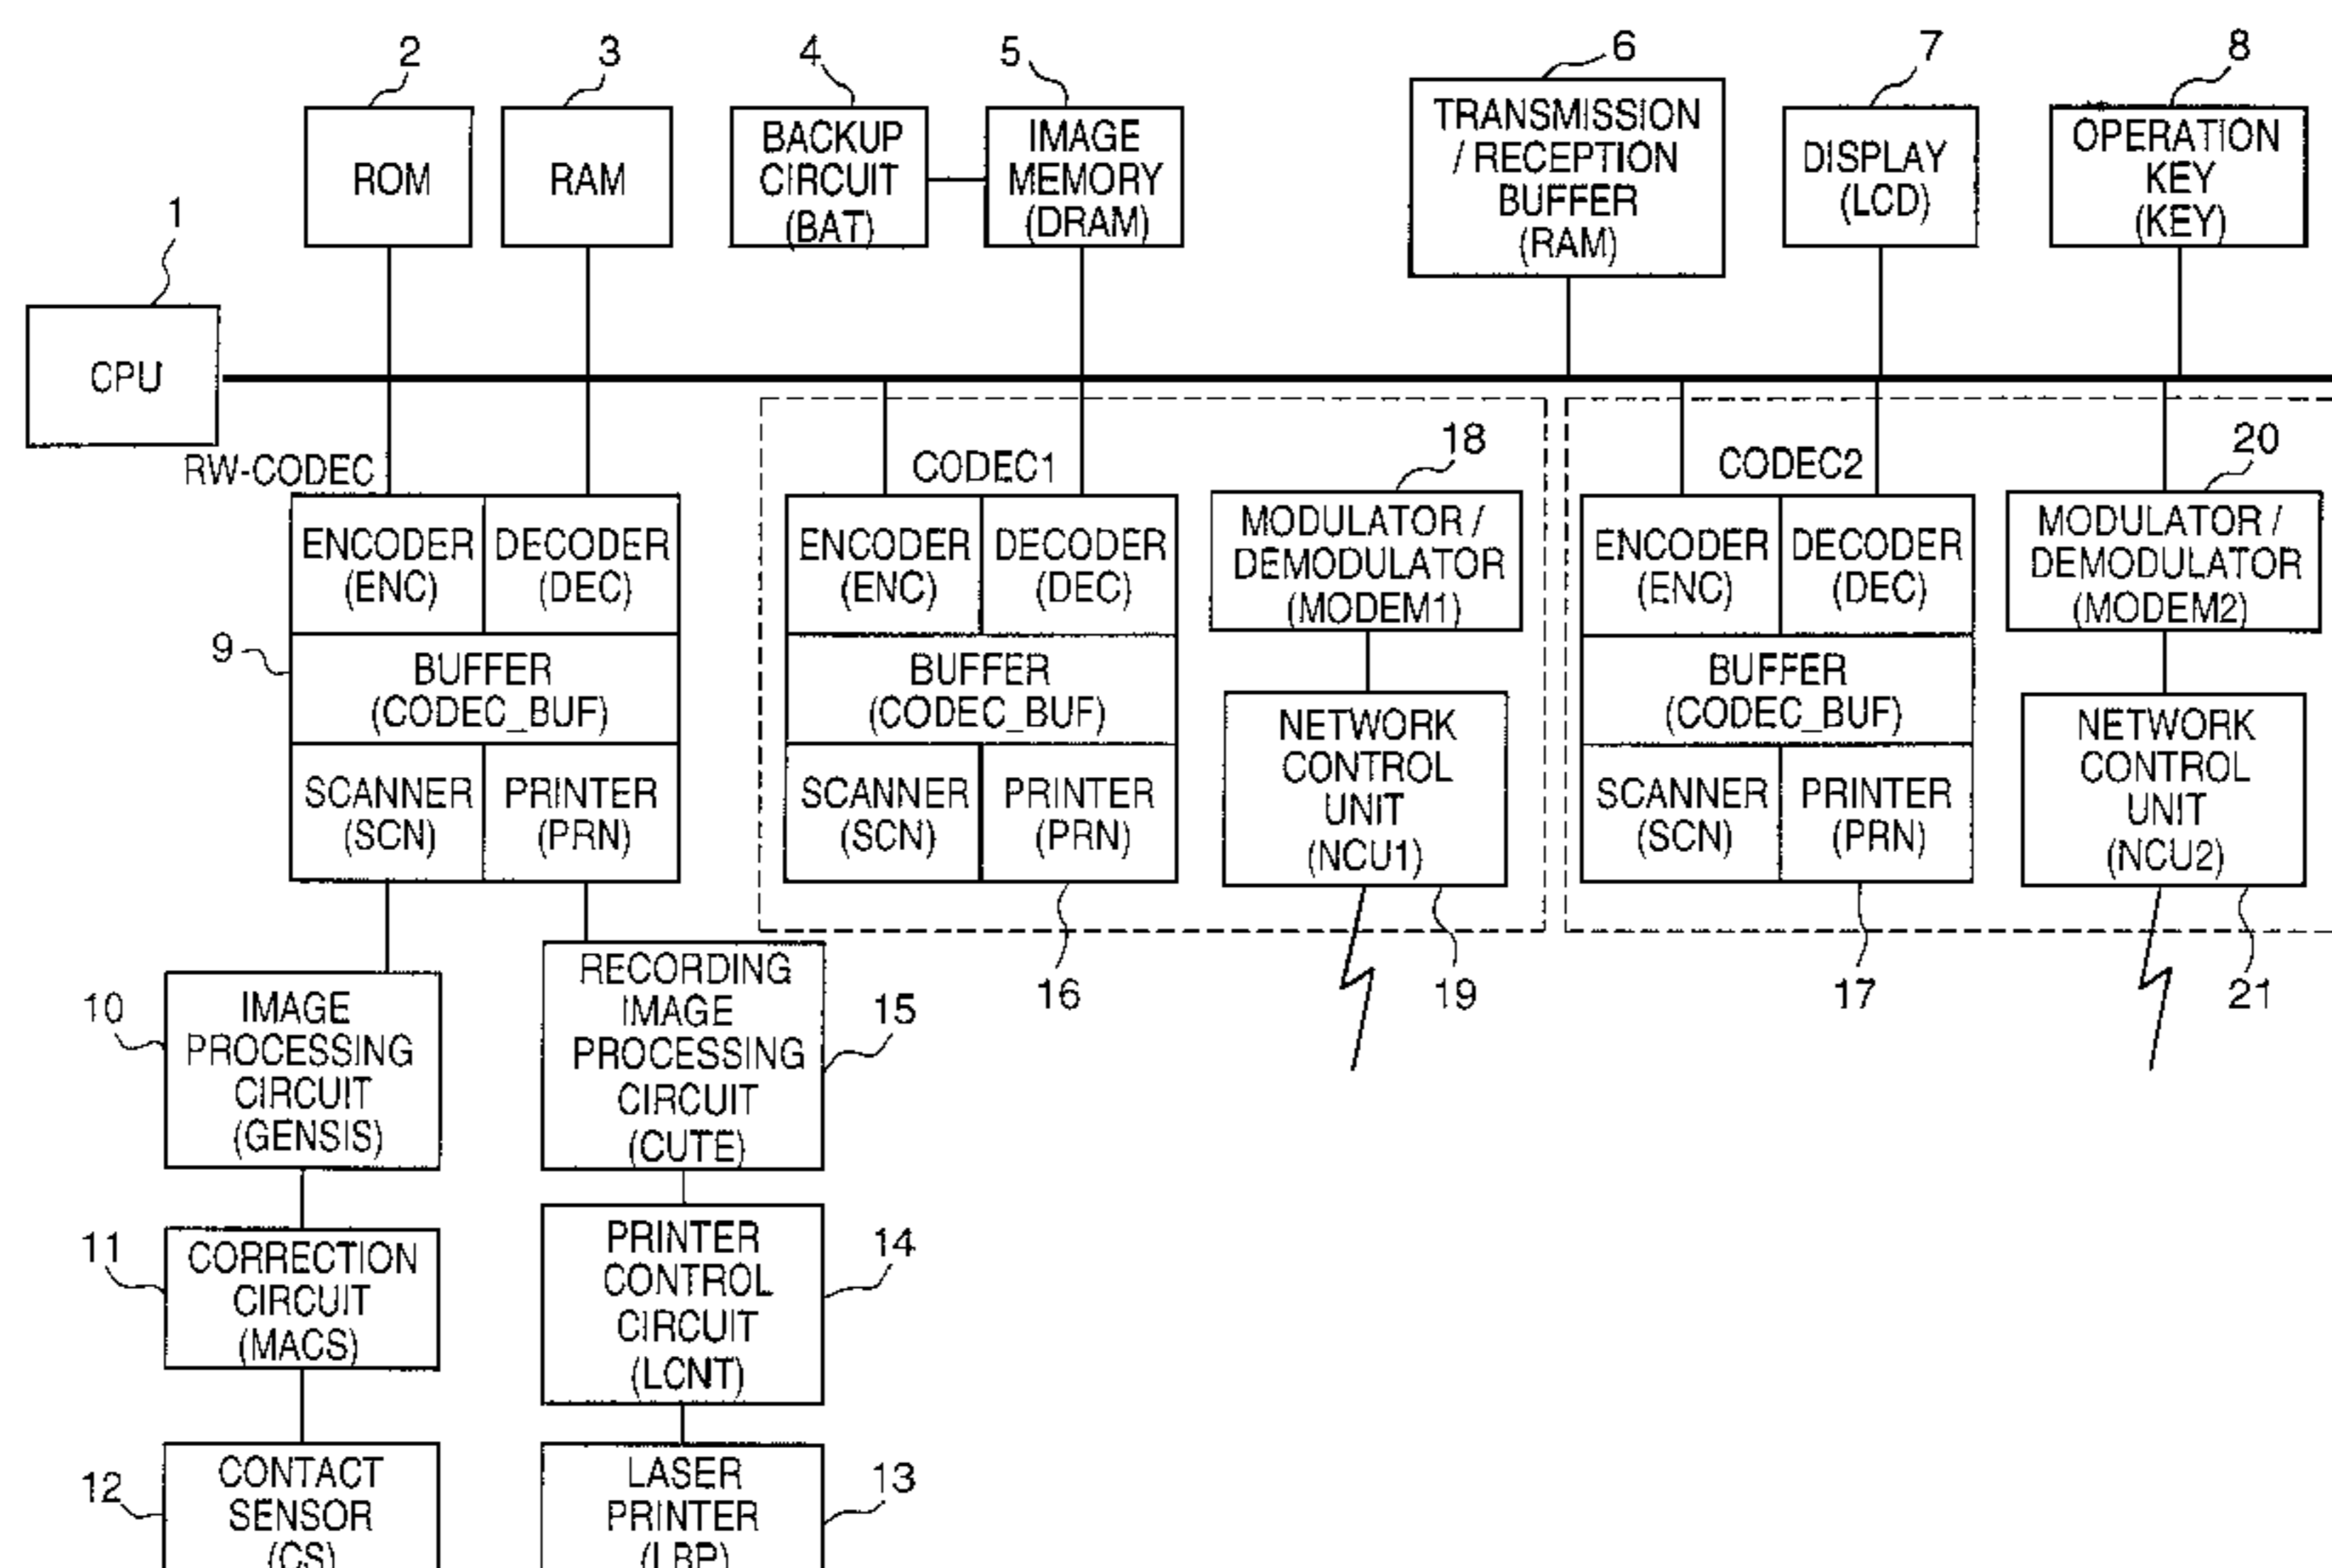 2
3
4
5
6
7
8
ROM
RAM
BACKUP
CIRCUIT
(BAT)
IMAGE
MEMORY
(DRAM)
TRANSMISSION
/ RECEPTION
BUFFER
(RAM)
DISPLAY
(LCD)
OPERATION
KEY
(KEY)
1
CPU
RW-CODEC
CODEC1
18
CODEC2
20
ENCODER
(ENC)
DECODER
(DEC)
ENCODER
(ENC)
DECODER
(DEC)
MODULATOR /
DEMODULATOR
(MODEM1)
ENCODER
(ENC)
DECODER
(DEC)
MODULATOR /
DEMODULATOR
(MODEM2)
9
BUFFER
(CODEC_BUF)
BUFFER
(CODEC_BUF)
BUFFER
(CODEC_BUF)
SCANNER
(SCN)
PRINTER
(PRN)
SCANNER
(SCN)
PRINTER
(PRN)
NETWORK
CONTROL
UNIT
(NCU1)
SCANNER
(SCN)
PRINTER
(PRN)
NETWORK
CONTROL
UNIT
(NCU2)
16
19
17
21
10
IMAGE
PROCESSING
CIRCUIT
(GENSIS)
RECORDING
IMAGE
PROCESSING
CIRCUIT
(CUTE)
15
11
CORRECTION
CIRCUIT
(MACS)
PRINTER
CONTROL
CIRCUIT
(LCNT)
14
12
CONTACT
SENSOR
(CS)
LASER
PRINTER
(LBP)
13